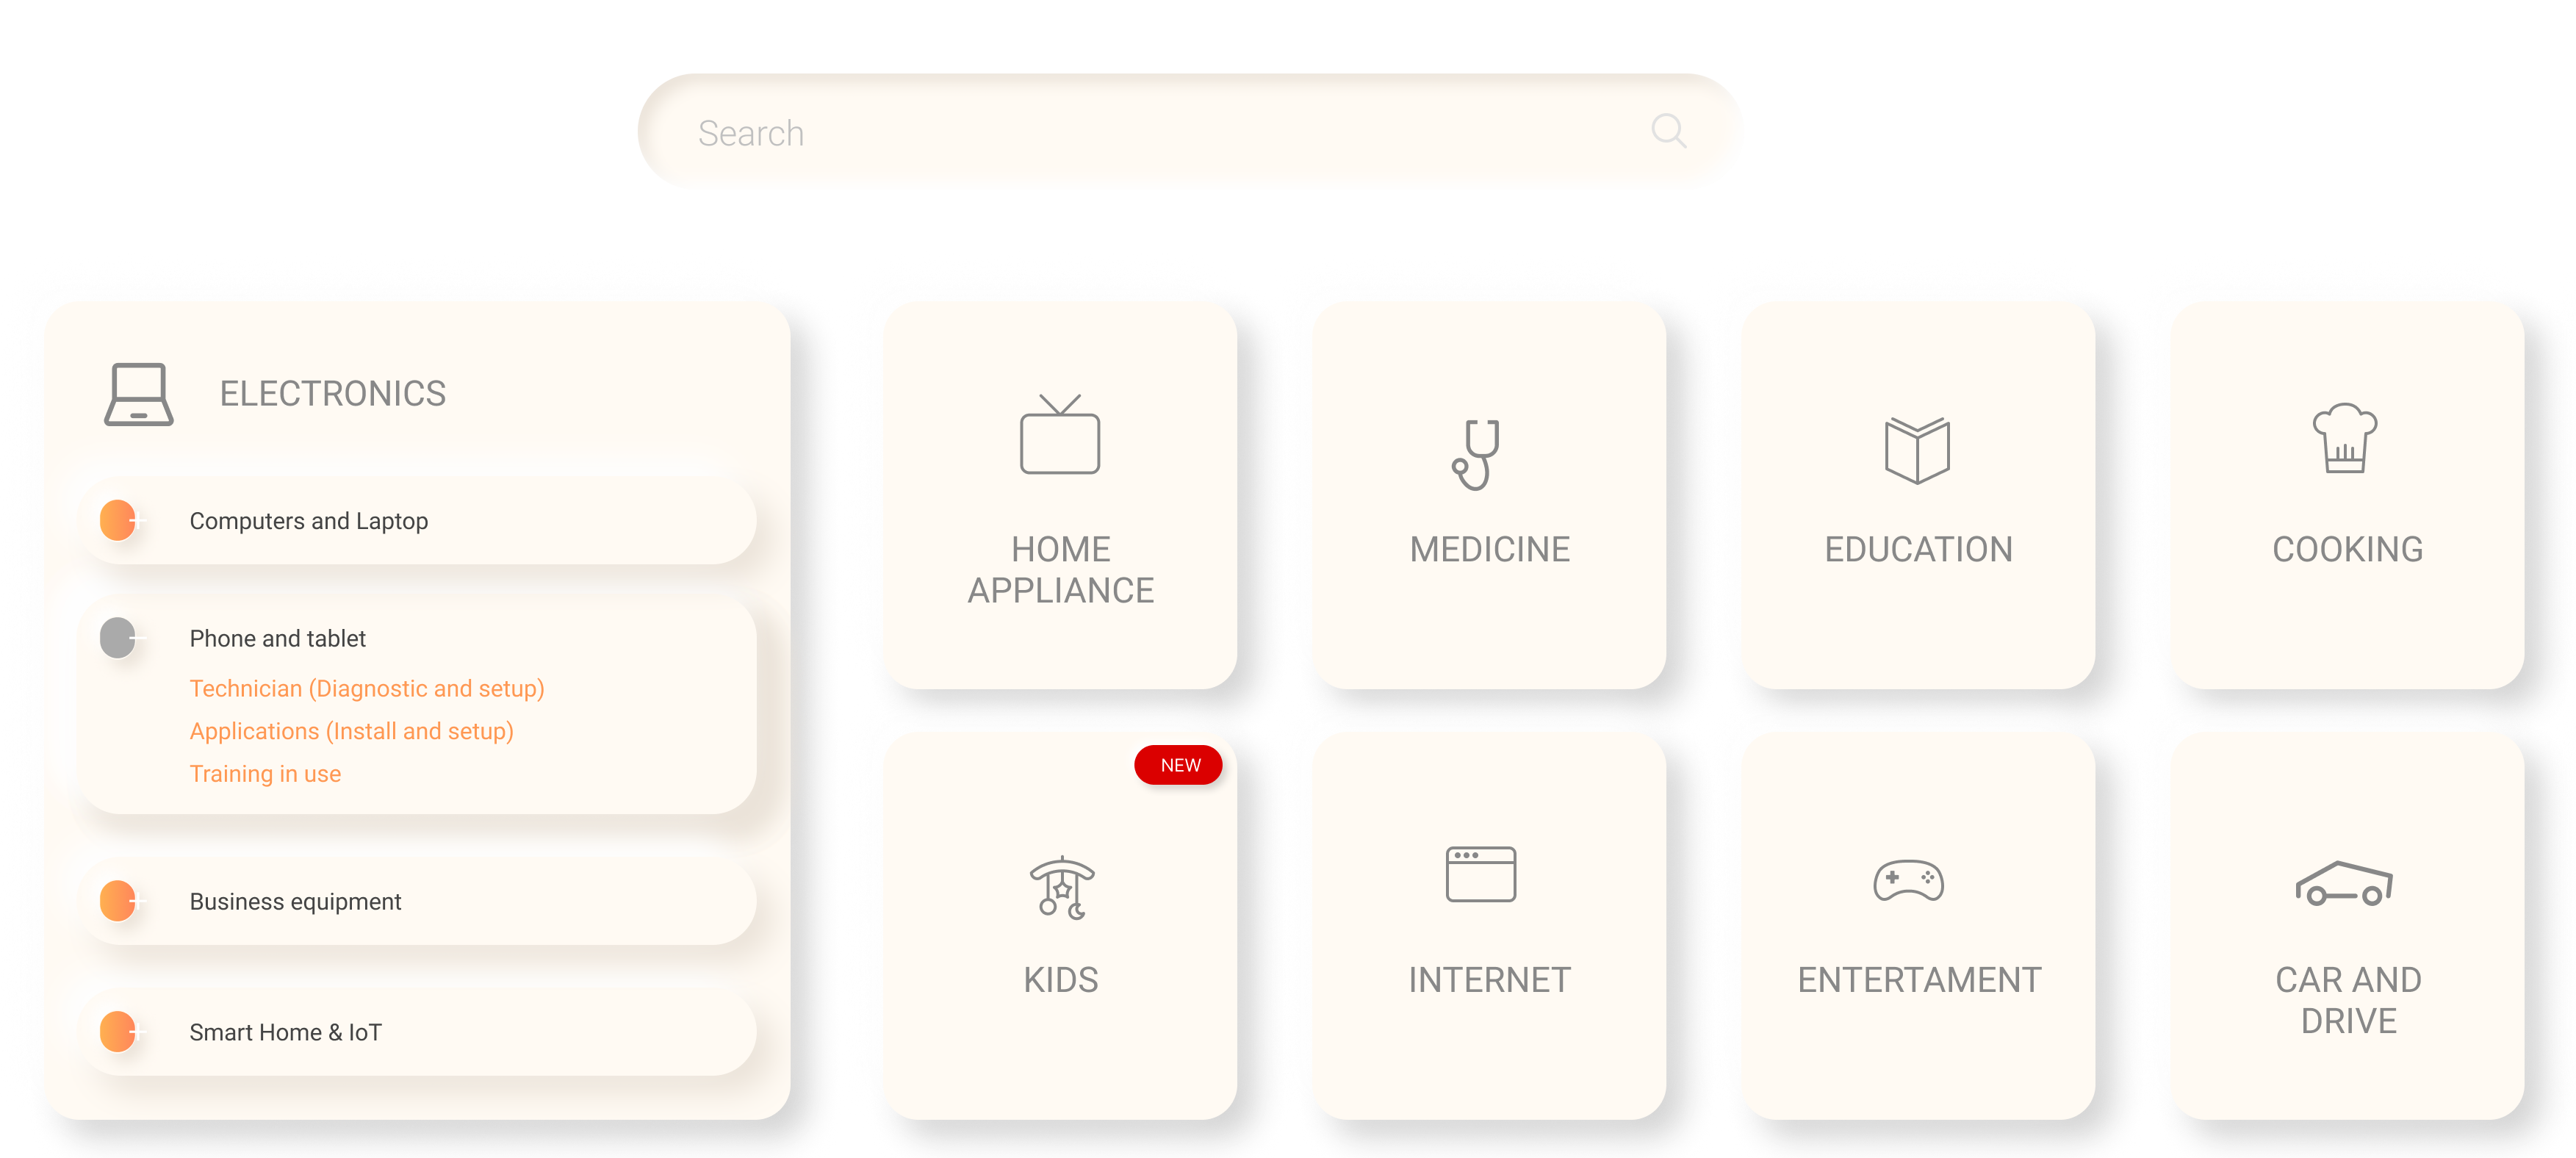 Search
ELECTRONICS
Computers and Laptop
Phone and tablet
Technician (Diagnostic and setup)
Applications (Install and setup)
Training in use
Business equipment
Smart Home & IoT
HOME
APPLIANCE
MEDICINE
EDUCATION
COOKING
NEW
KIDS
INTERNET
ENTERTAMENT
CAR AND
DRIVE